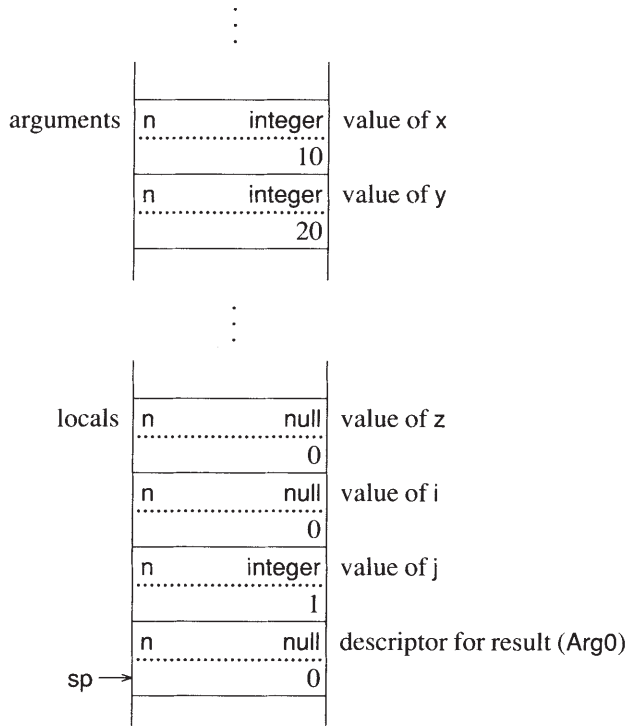 arguments n integer value of x
10
n integer value of y
20
locals n null value of z
0
n null value of i
0
n integer value of j
1
n null descriptor for result (Arg0)
sp 0